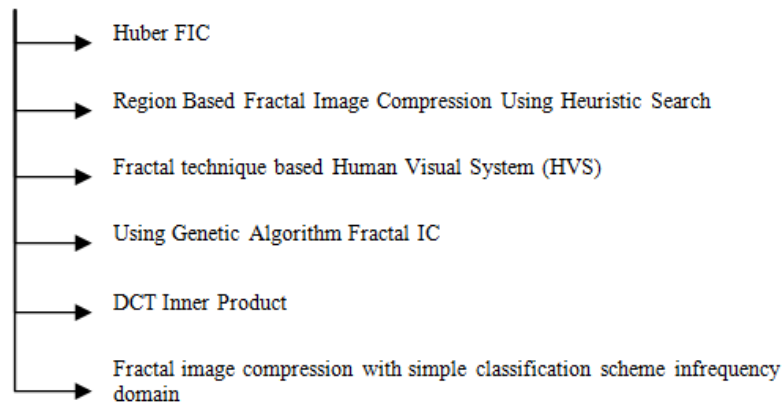 Huber FIC
Region Based Fractal Image Compression Using Heuristic Search
Fractal technique based Human Visual System (HVS)
Using Genetic Algorithm Fractal IC
DCT Inner Product
Fractal image compression with simple classification scheme infrequency
domain